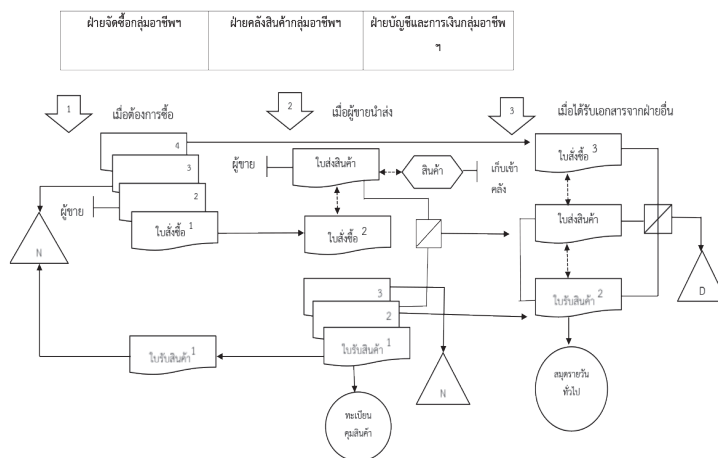 ฝ่ายจัดซื้อกลุ่มอาชีพฯ
ฝ่ายคลังสินค้ากลุ่มอาชีพฯ
ฝ่ายบัญชีและการเงินกลุ่มอาชีพ
ฯ
1
เมื่อต้องการซื้อ
2
เมื่อผู้ขายนำส่ง
3
เมื่อได้รับเอกสารจากฝ่ายอื่น
4
3
2
ผู้ขาย
ใบสั่งซื้อ 1
N
ผู้ขาย
ใบส่งสินค้า
สินค้า
เก็บเข้า
คลัง
ใบสั่งซื้อ 2
ใบสั่งซื้อ 3
ใบส่งสินค้า
ใบรับสินค้า 2
D
3
2
ใบรับสินค้า 1
ใบรับสินค้า 1
N
ทะเบียน
คุมสินค้า
สมุดรายวัน
ทั่วไป